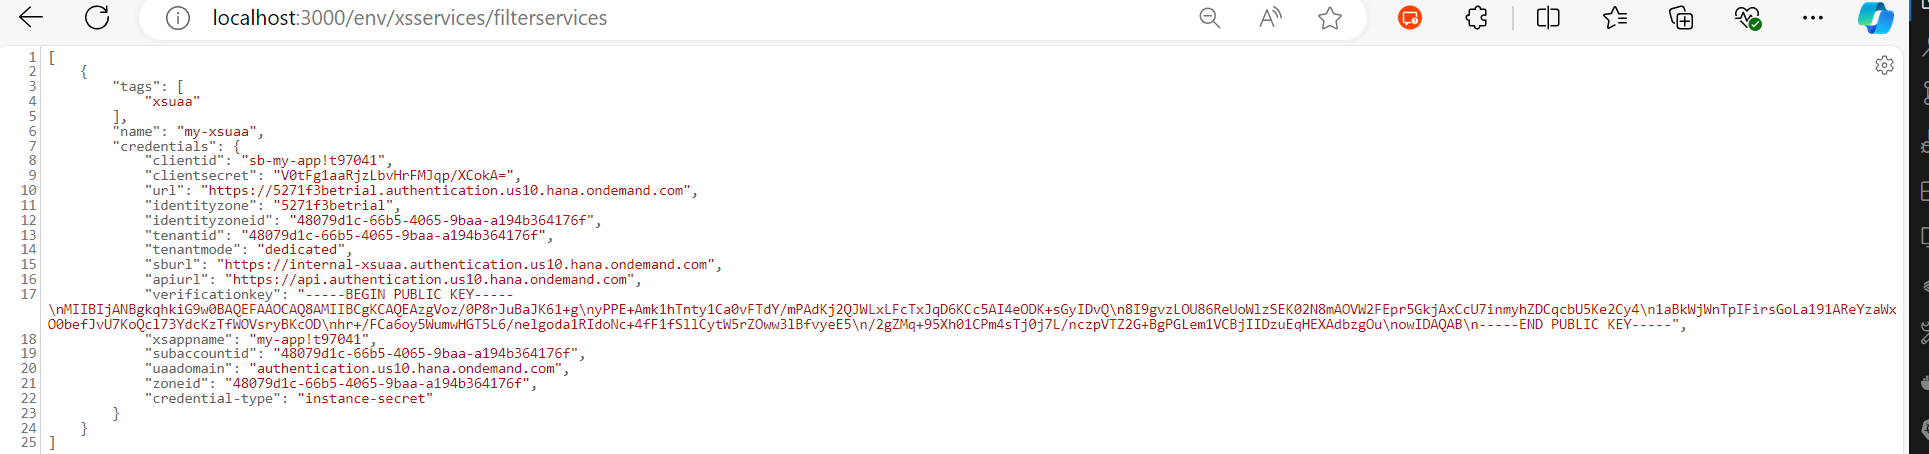 localhost:3000/env/xsservices/filterservices
1 [
2 {
3 "tags": [
4 "xsuaa"
5 ],
6 "name": "my-xsuaa",
7 "credentials": {
8 "clientid": "sb-my-app!t97041",
9 "clientsecret": "V0tFg1aaRjzLbvHrFMJqp/XCokA=",
10 "url": "https://5271f3betrial.authentication.us10.hana.ondemand.com",
11 "identityzone": "5271f3betrial",
12 "identityzoneid": "48079d1c-66b5-4065-9baa-a194b364176f",
13 "tenantid": "48079d1c-66b5-4065-9baa-a194b364176f",
14 "tenantmode": "dedicated",
15 "sburl": "https://internal-xsuaa.authentication.us10.hana.ondemand.com",
16 "apiurl": "https://api.authentication.us10.hana.ondemand.com",
17 "verificationkey": "-----BEGIN PUBLIC KEY-----
\nMIIBIjANBgkqhkiG9w0BAQEFAAOCAQ8AMIIBCgKCAQEAzgVoz/0P8rJuBaJK61+g\nyPPE+Amk1hTnty1Ca0vFTdY/mPAdKj2QJWLxLFcTxJqD6KCc5AI4eODK+sGyIDvQ\n8I9gvzLOU86ReUoWlzSEK02N8mAOVW2FEpr5GkjAxCcU7inmyhZDCqcbU5Ke2Cy4\n1aBkWjWnTpIFirsGoLa191AReYzaWx
O0befJvU7KoQcl73YdcKzTfWOVsryBKcOD\nhr+/FCa6oy5WumwHGT5L6/nelgoda1RIdoNc+4fF1fSllCytW5rZOww3lBfvyeE5\n/2gZMq+95Xh01CPm4sTj0j7L/nczpVTZ2G+BgPGLem1VCBjIIDzuEqHEXAdbzgOu\nowIDAQAB\n-----END PUBLIC KEY-----",
18 "xsappname": "my-app!t97041",
19 "subaccountid": "48079d1c-66b5-4065-9baa-a194b364176f",
20 "uaadomain": "authentication.us10.hana.ondemand.com",
21 "zoneid": "48079d1c-66b5-4065-9baa-a194b364176f",
22 "credential-type": "instance-secret"
23 }
24 }
25 ]